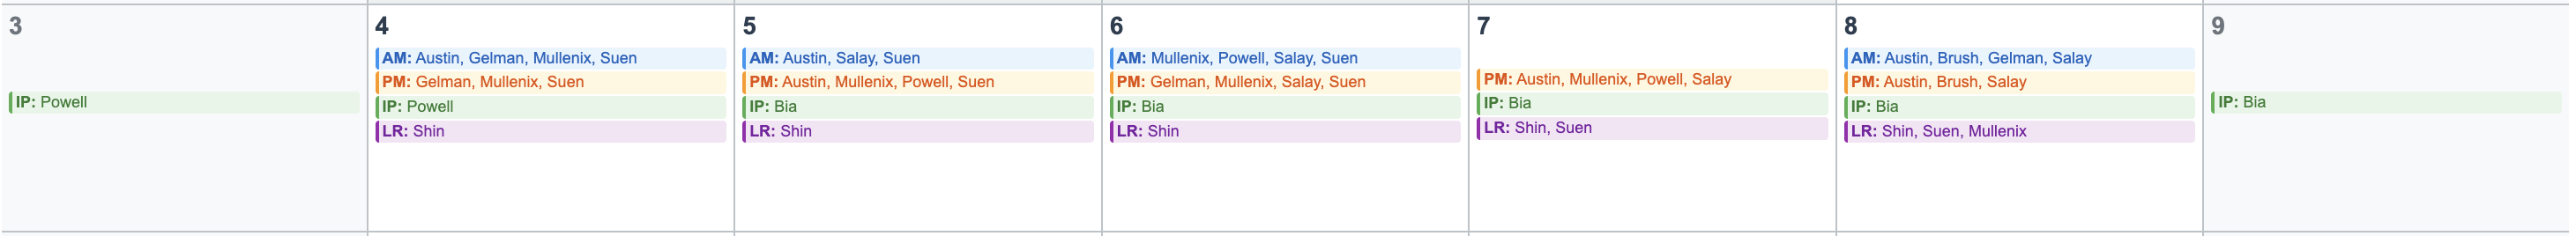 3
IP: Powell
4
AM: Austin, Gelman, Mullenix, Suen
PM: Gelman, Mullenix, Suen
IP: Powell
LR: Shin
5
AM: Austin, Salay, Suen
PM: Austin, Mullenix, Powell, Suen
IP: Bia
LR: Shin
6
AM: Mullenix, Powell, Salay, Suen
PM: Gelman, Mullenix, Salay, Suen
IP: Bia
LR: Shin
7
PM: Austin, Mullenix, Powell, Salay
IP: Bia
LR: Shin, Suen
8
AM: Austin, Brush, Gelman, Salay
PM: Austin, Brush, Salay
IP: Bia
LR: Shin, Suen, Mullenix
9
IP: Bia